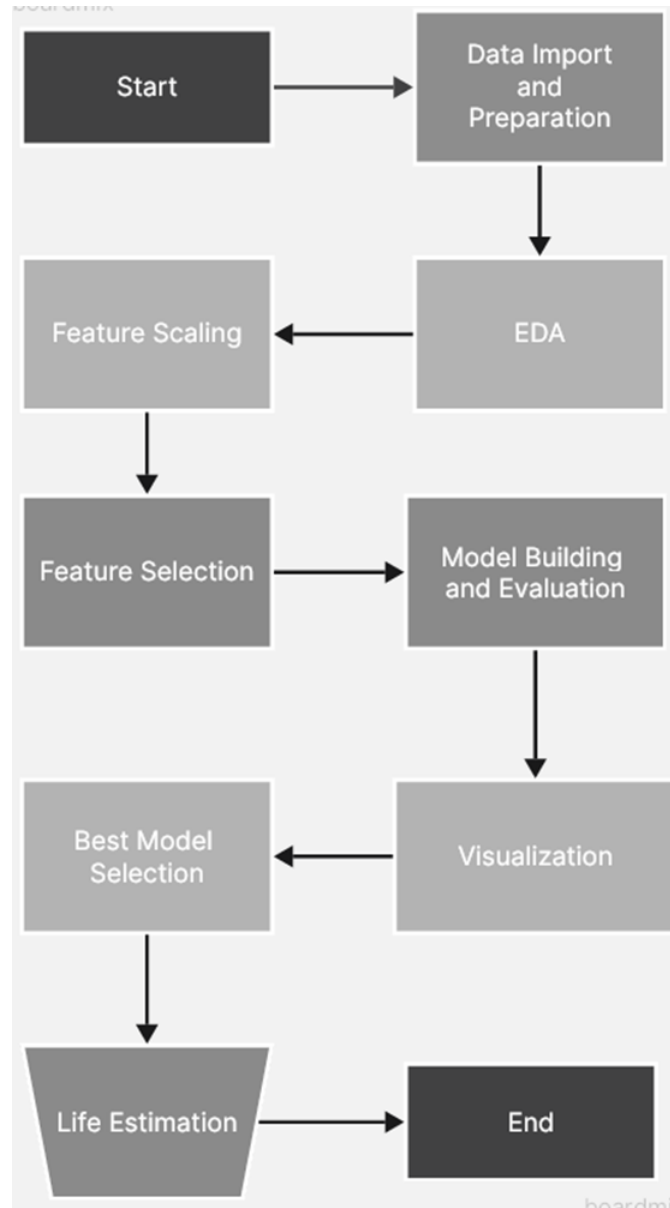 boardmix
Start
Data Import
and
Preparation
EDA
Feature Scaling
Feature Selection
Model Building
and Evaluation
Visualization
Best Model
Selection
Life Estimation
End